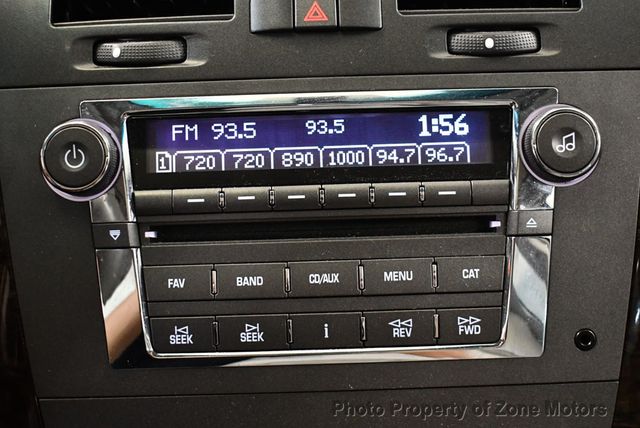 FM 93.5 93.5 1:56
1 720 720 890 1000 94.7 96.7
FAV BAND CD/AUX MENU CAT
SEEK SEEK i REV FWD
Photo Property of Zone Motors